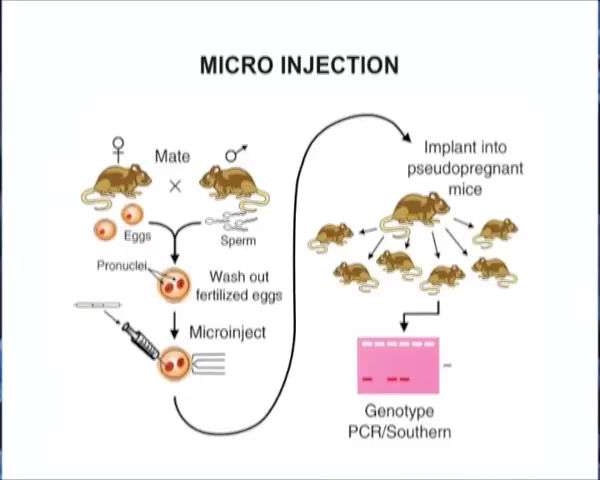 MICRO INJECTION
Mate
Eggs
Sperm
Pronuclei
Wash out
fertilized eggs
Microinject
Implant into
pseudopregnant
mice
Genotype
PCR/Southern